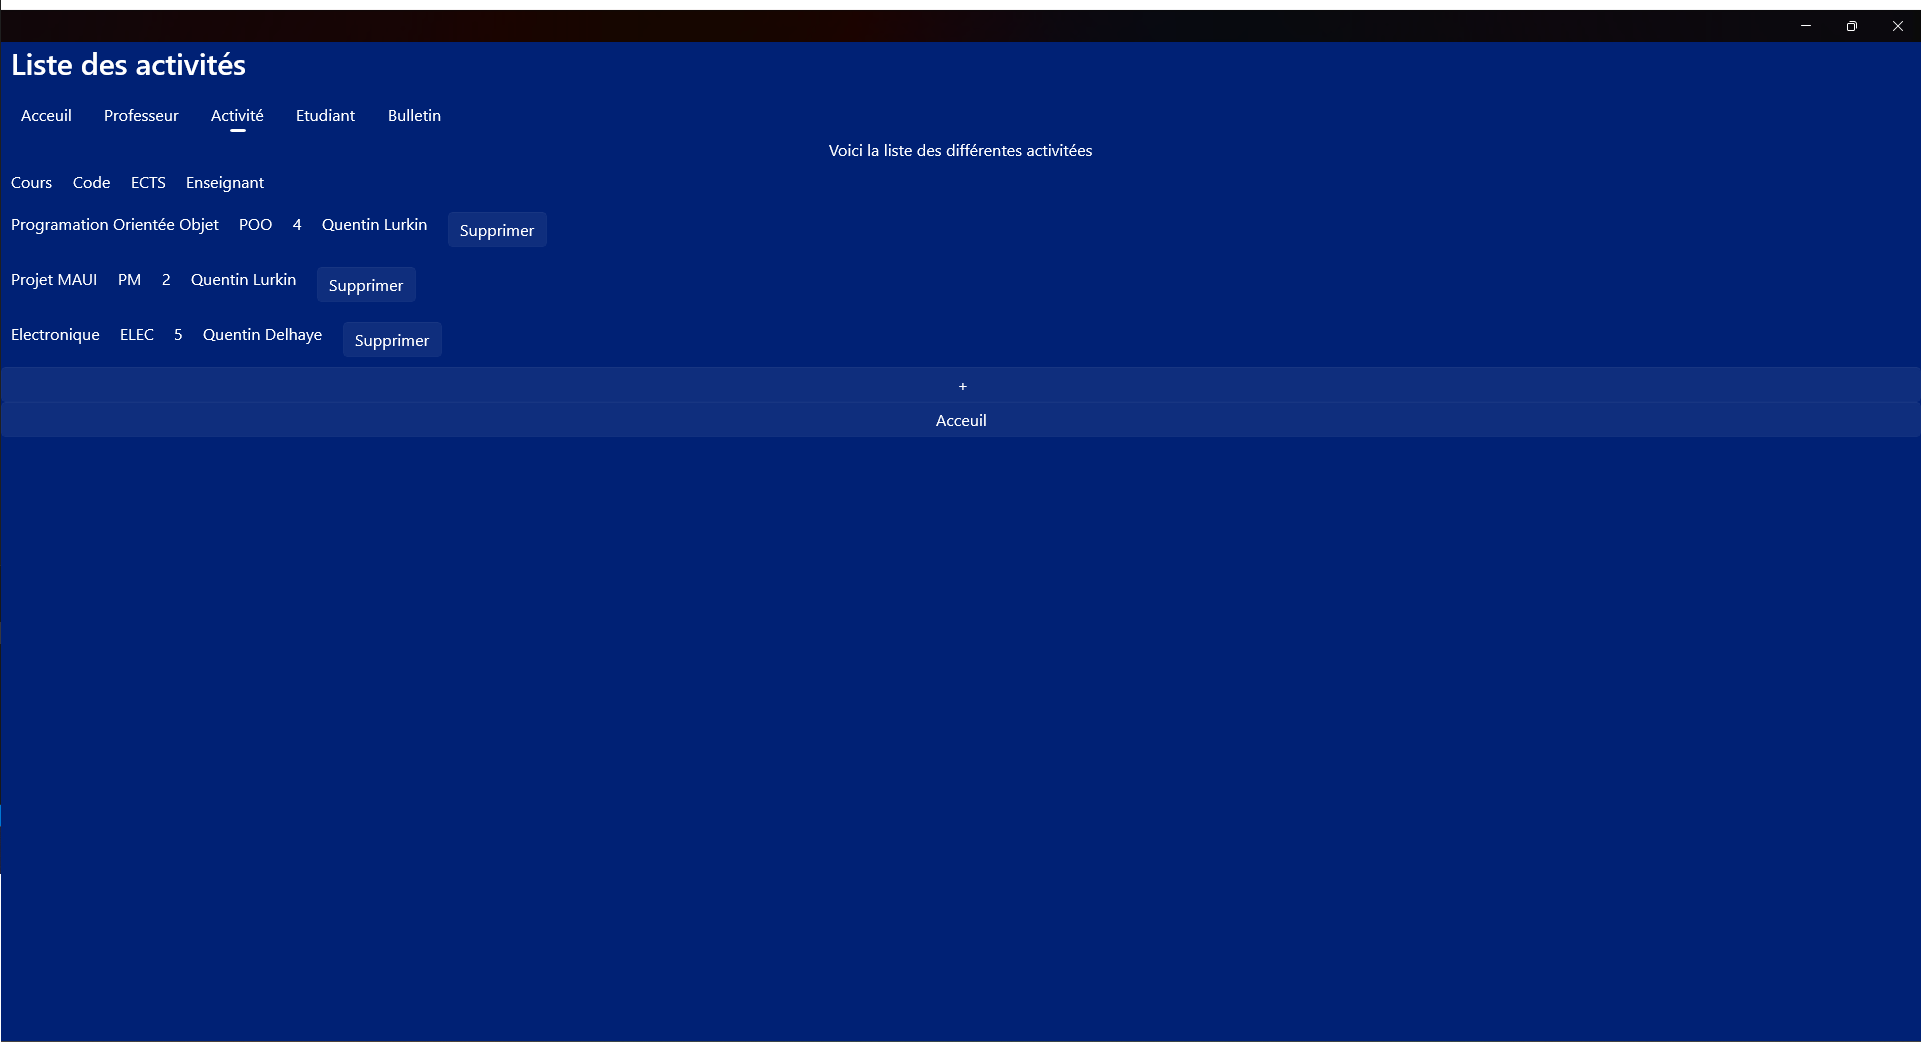 Liste des activités
Acceuil Professeur Activité Etudiant Bulletin
Voici la liste des différentes activitées
Cours Code ECTS Enseignant
Programation Orientée Objet POO 4 Quentin Lurkin Supprimer
Projet MAUI PM 2 Quentin Lurkin Supprimer
Electronique ELEC 5 Quentin Delhaye Supprimer
+
Acceuil